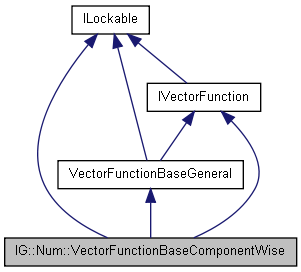 ILockable
IVectorFunction
VectorFunctionBaseGeneral
IG::Num::VectorFunctionBaseComponentWise